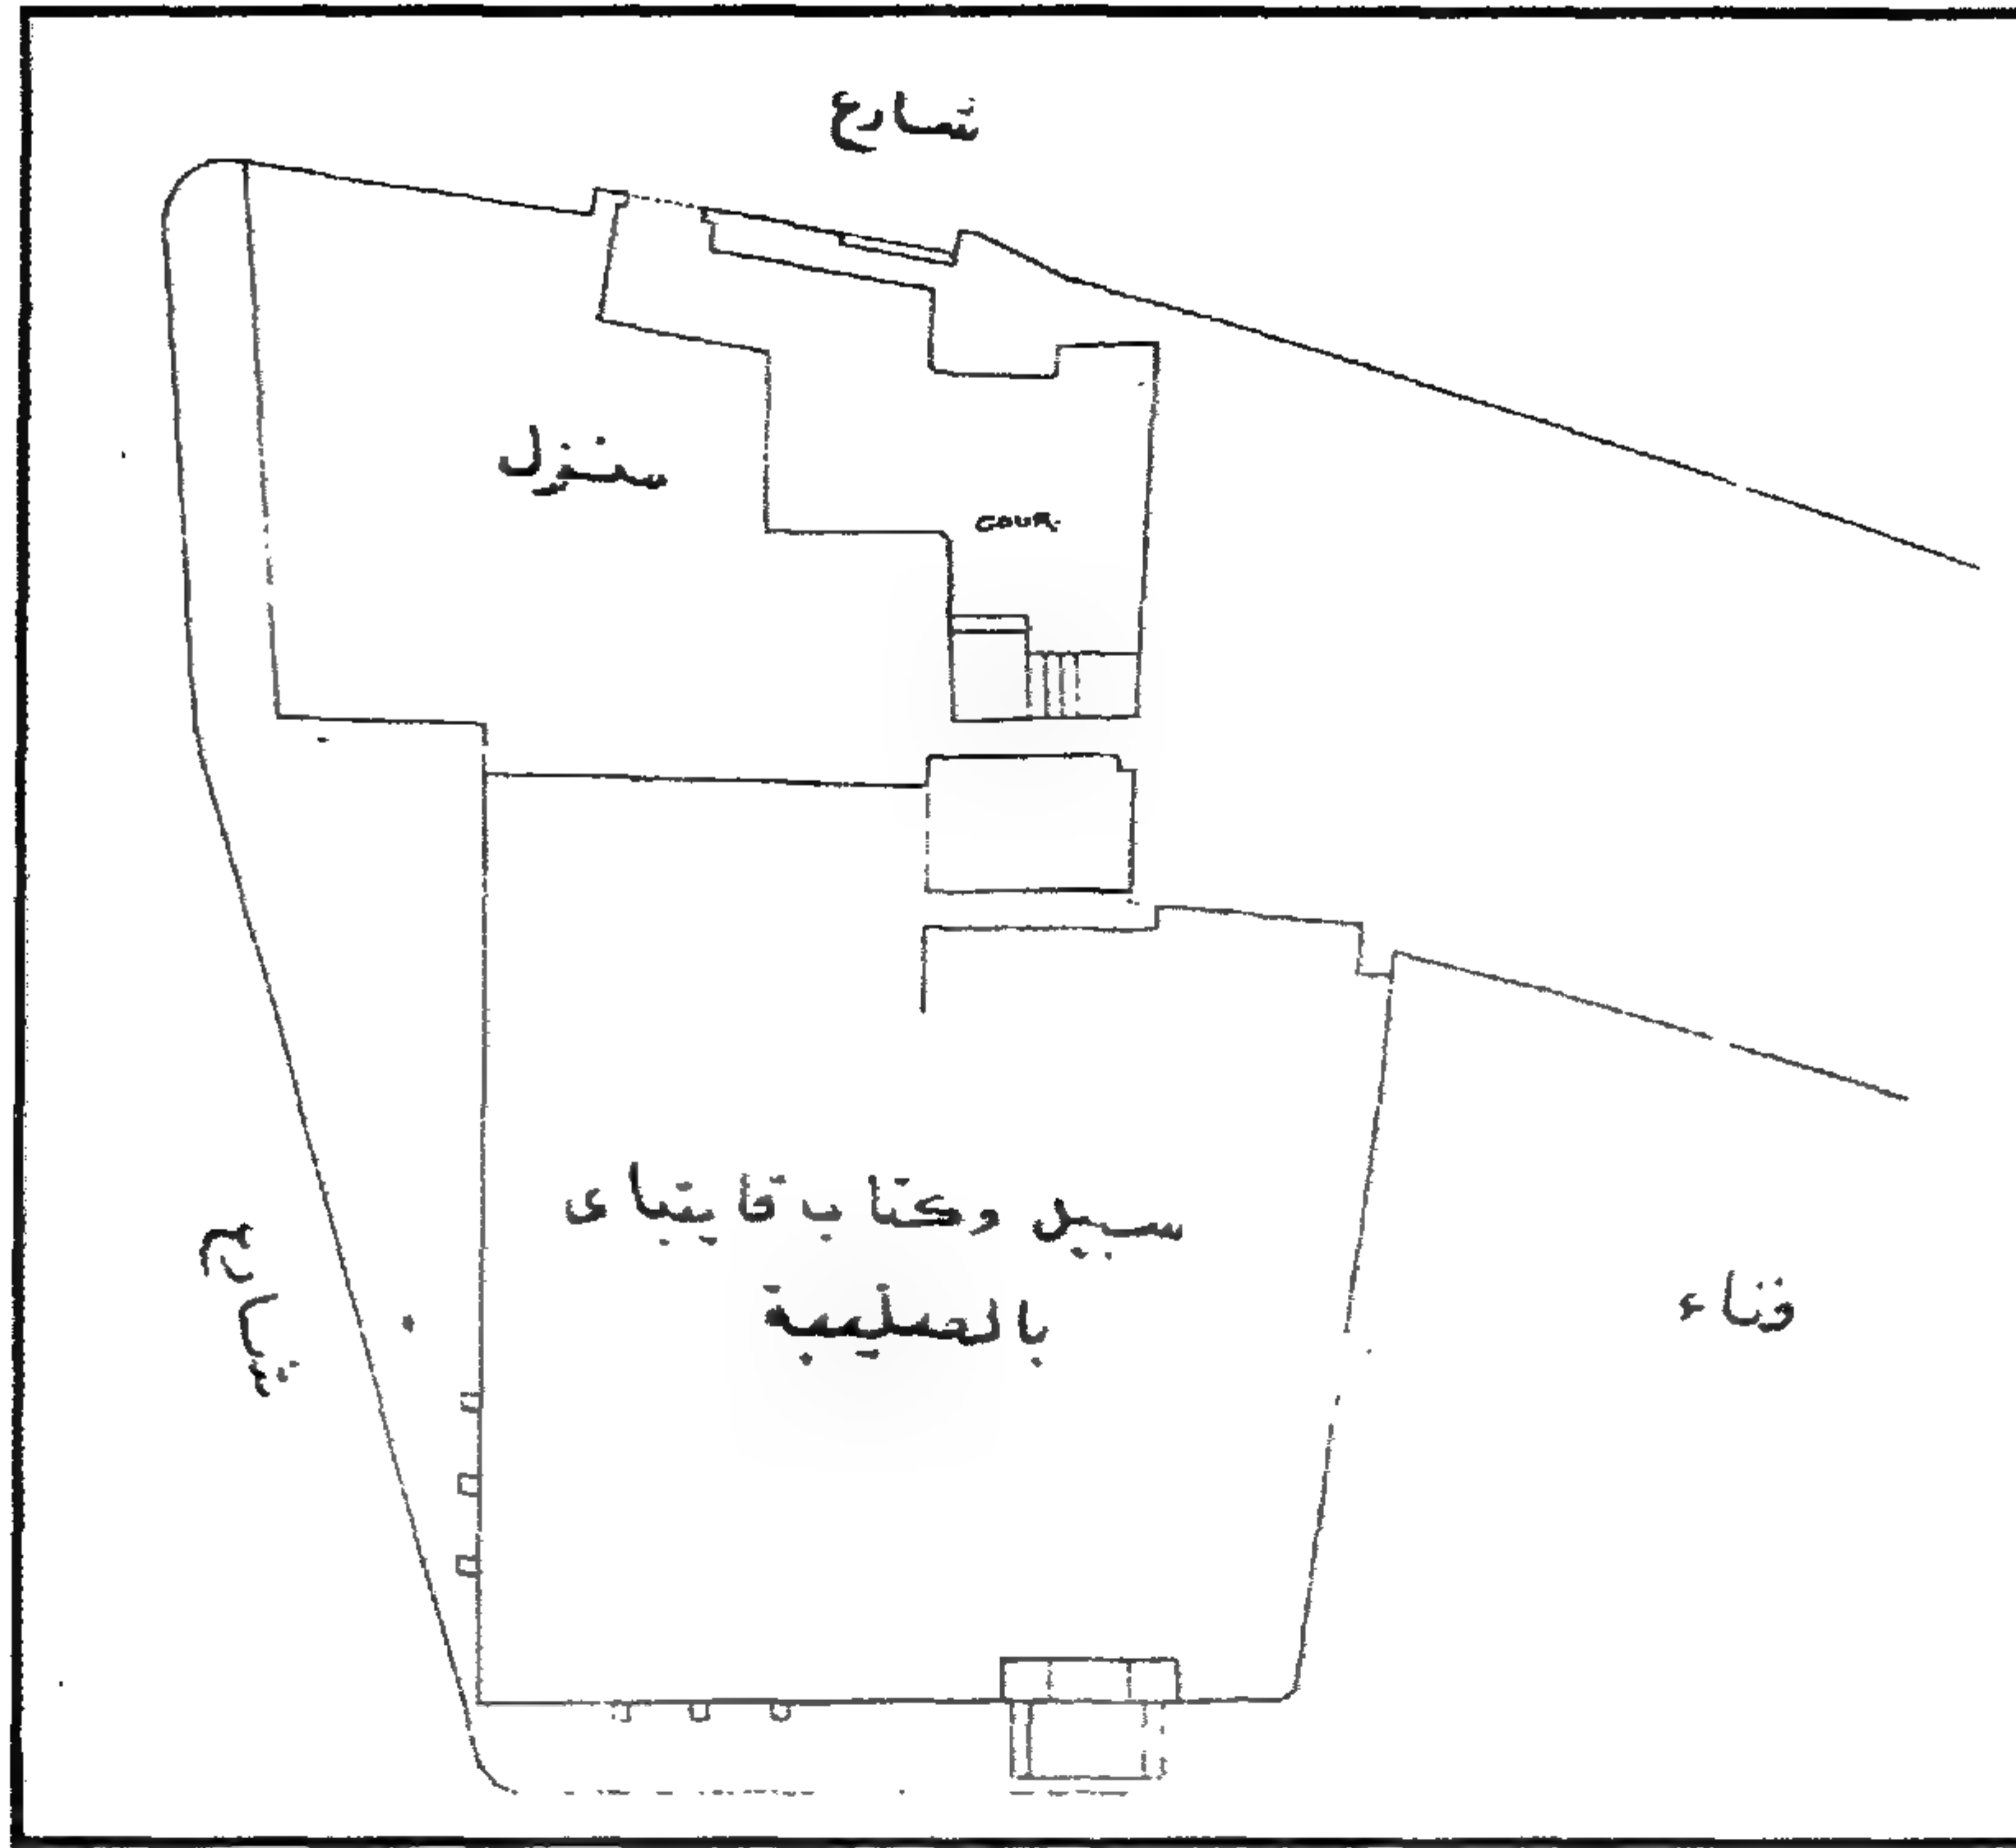 شارع
منزل
COUR
سبيل وكتاب قايتباى
بالصليبة
فناء
شارع